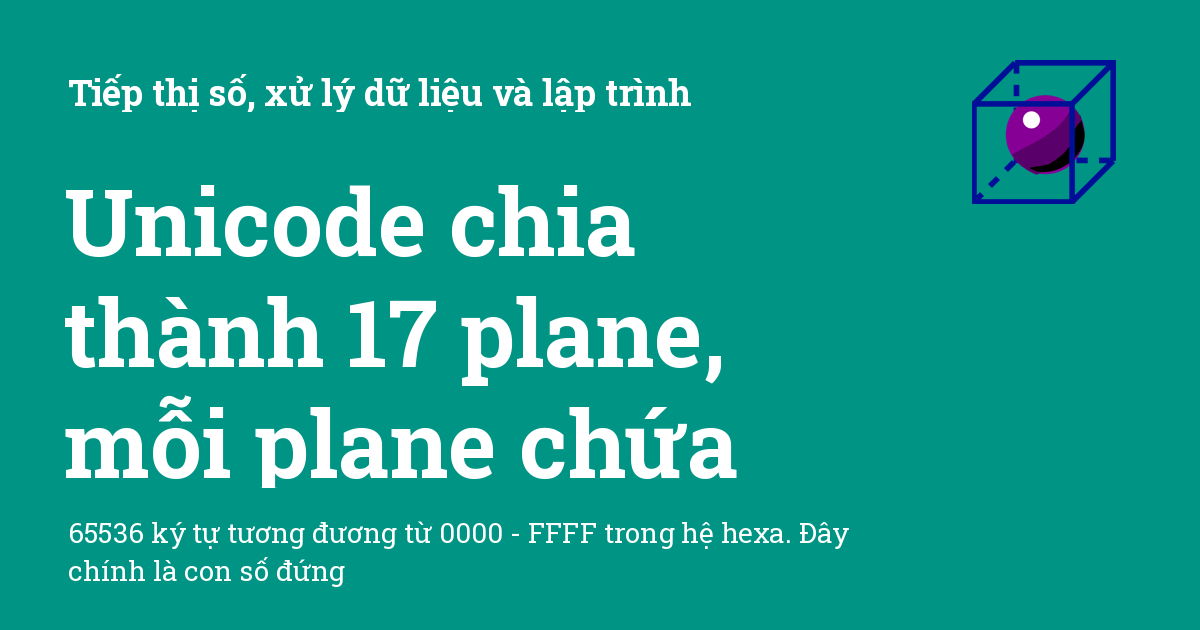 Tiếp thị số, xử lý dữ liệu và lập trình
Unicode chia
thành 17 plane,
mỗi plane chứa
65536 ký tự tương đương từ 0000 - FFFF trong hệ hexa. Đây
chính là con số đứng